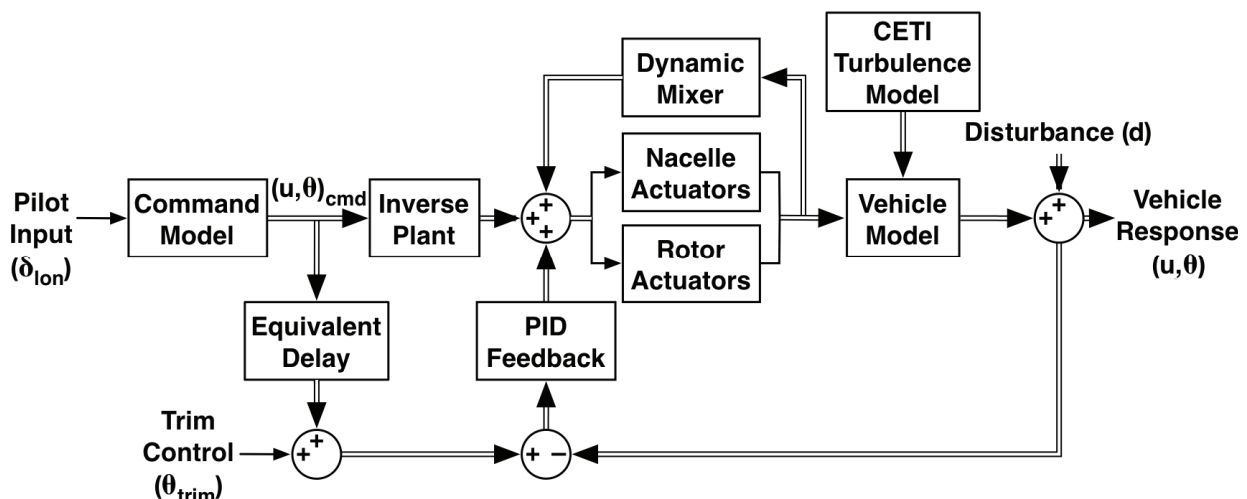 CETI
Turbulence
Model
Dynamic
Mixer
Disturbance (d)
Nacelle
Actuators
Pilot
Input
(δlon)
Command
Model
(u,θ)cmd
Inverse
Plant
+
+
+
Rotor
Actuators
Vehicle
Model
+
+
Vehicle
Response
(u,θ)
Equivalent
Delay
PID
Feedback
Trim
Control
(θtrim)
+
+
+ −